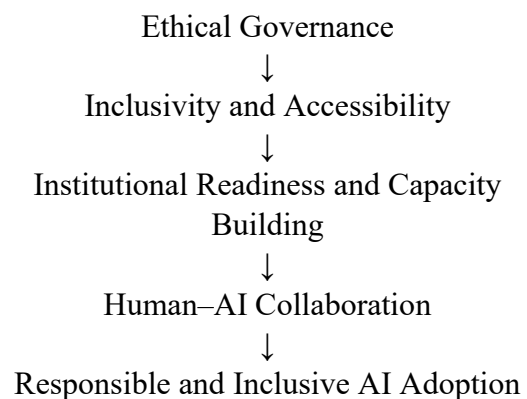 Ethical Governance
↓
Inclusivity and Accessibility
↓
Institutional Readiness and Capacity
Building
↓
Human–AI Collaboration
↓
Responsible and Inclusive AI Adoption